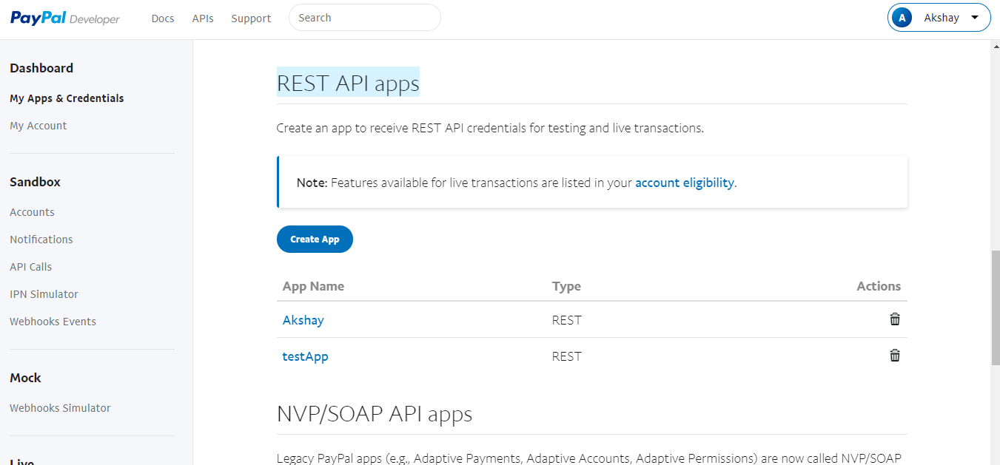 PayPal Developer Docs APIs Support Search A Akshay
Dashboard
My Apps & Credentials
My Account
Sandbox
Accounts
Notifications
API Calls
IPN Simulator
Webhooks Events
Mock
Webhooks Simulator
Live
REST API apps
Create an app to receive REST API credentials for testing and live transactions.
Note: Features available for live transactions are listed in your account eligibility.
Create App
App Name Type Actions
Akshay REST
testApp REST
NVP/SOAP API apps
Legacy PayPal apps (e.g., Adaptive Payments, Adaptive Accounts, Adaptive Permissions) are now called NVP/SOAP